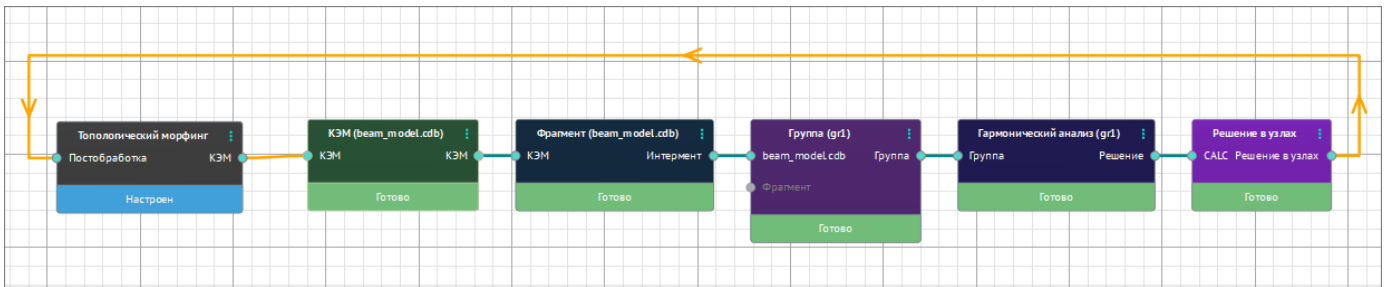 Топологический морфинг
Постобработка КЭМ
Настроен
КЭМ (beam_model.cdb)
КЭМ КЭМ
Готово
Фрагмент (beam_model.cdb)
КЭМ Интермент
Готово
Группа (gr1)
beam_model.cdb Группа
Фрагмент
Готово
Гармонический анализ (gr1)
Группа Решение
Готово
Решение в узлах
CALC Решение в узлах
Готово